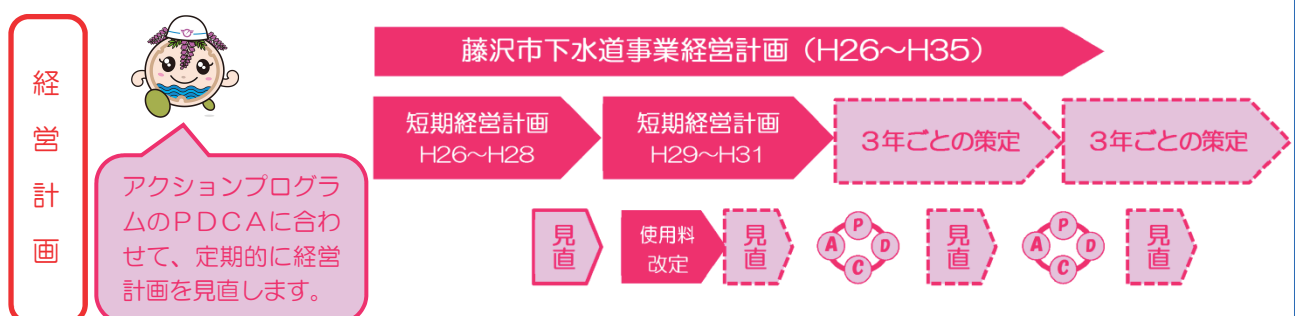 経営計画
アクションプログラ
ムのPDCAに合わ
せて、定期的に経営
計画を見直します。
藤沢市下水道事業経営計画（H26～H35）
短期経営計画
H26～H28
短期経営計画
H29～H31
3年ごとの策定
3年ごとの策定
見直
使用料
改定
見直
P
A
D
C
見直
P
A
D
C
見直